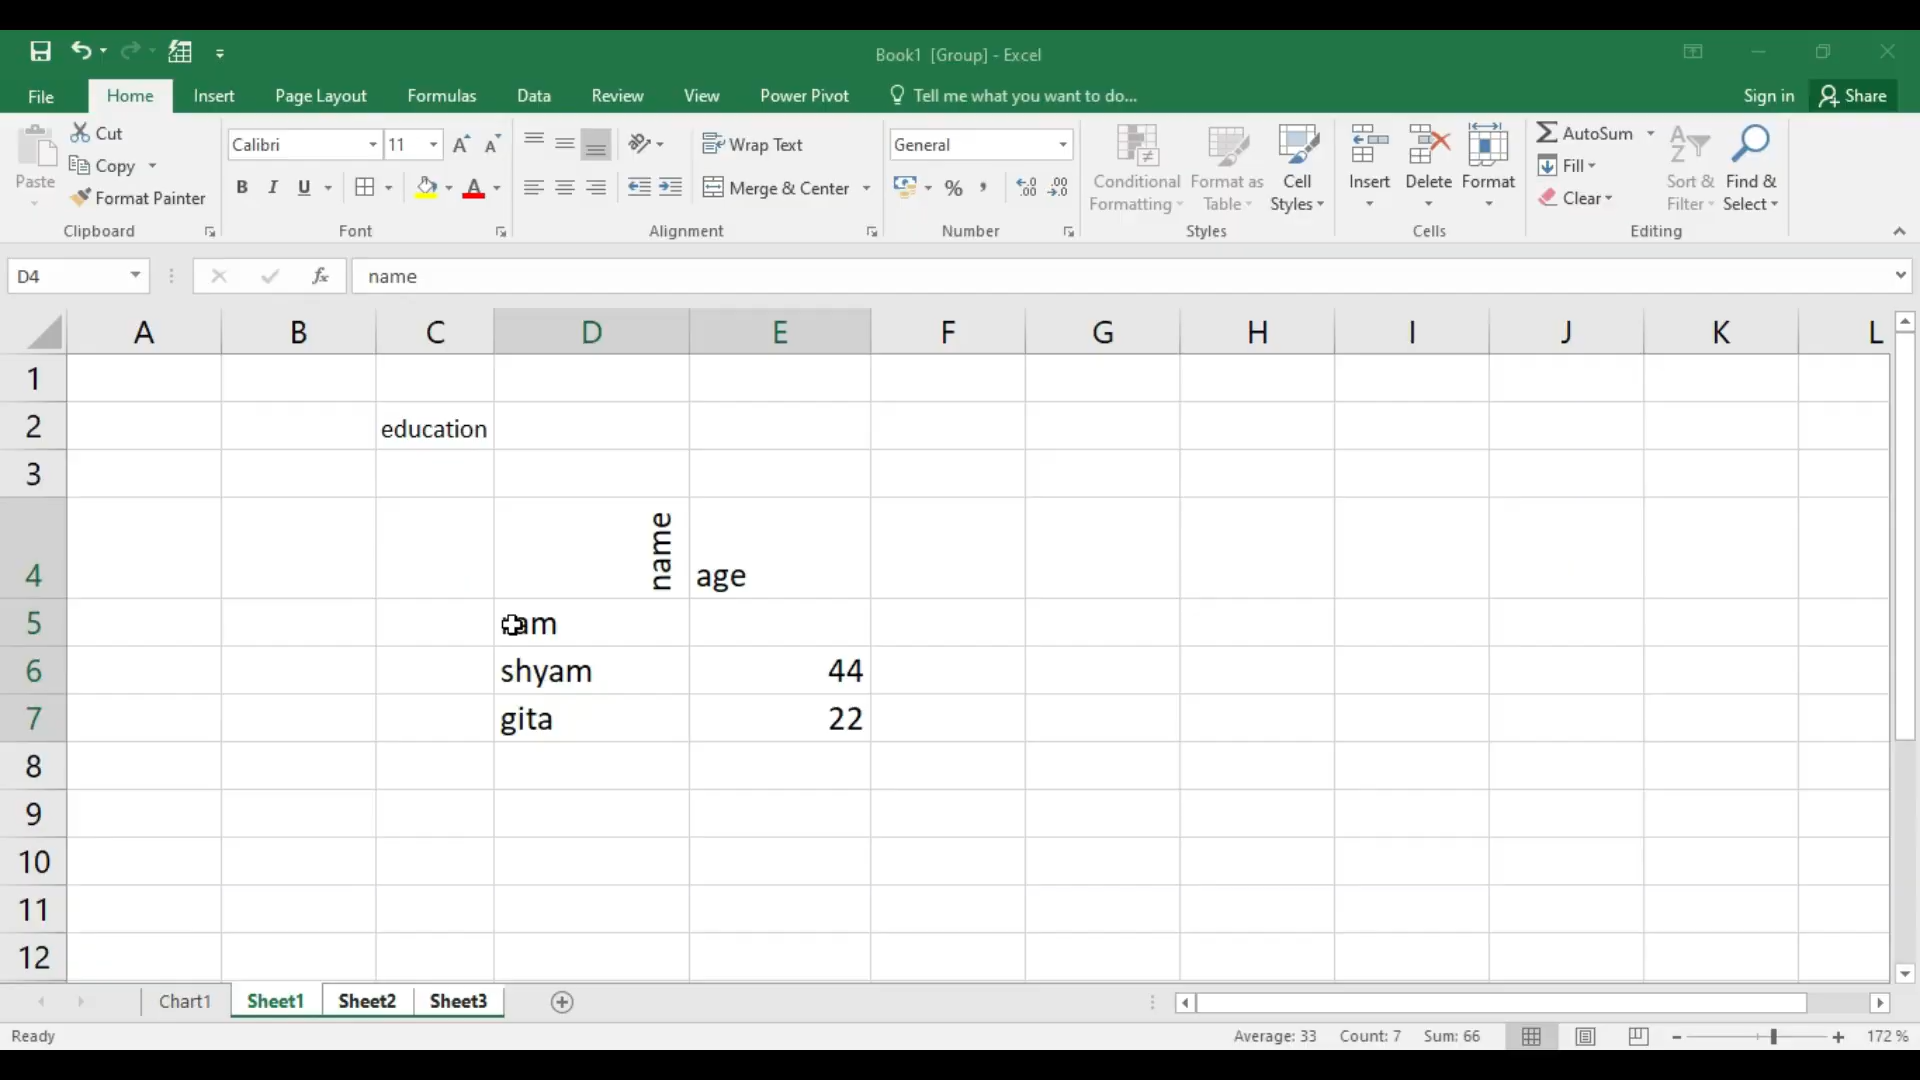 Book1 [Group] - Excel
File Home Insert Page Layout Formulas Data Review View Power Pivot Tell me what you want to do... Sign in Share
Paste
Cut
Copy
Format Painter
Clipboard
Calibri 11
B I U A
Font
Wrap Text
Merge & Center
Alignment
General
% ,
Number
Conditional Formatting
Format as Table
Cell Styles
Styles
Insert
Delete
Format
Cells
AutoSum
Fill
Clear
Sort & Filter
Find & Select
Editing
D4 fx name
A B C D E F G H I J K L
1
2 education
3
4 name age
5
6 shyam 44
7 gita 22
8
9
10
11
12
Chart1 Sheet1 Sheet2 Sheet3
Ready Average: 33 Count: 7 Sum: 66 172 %